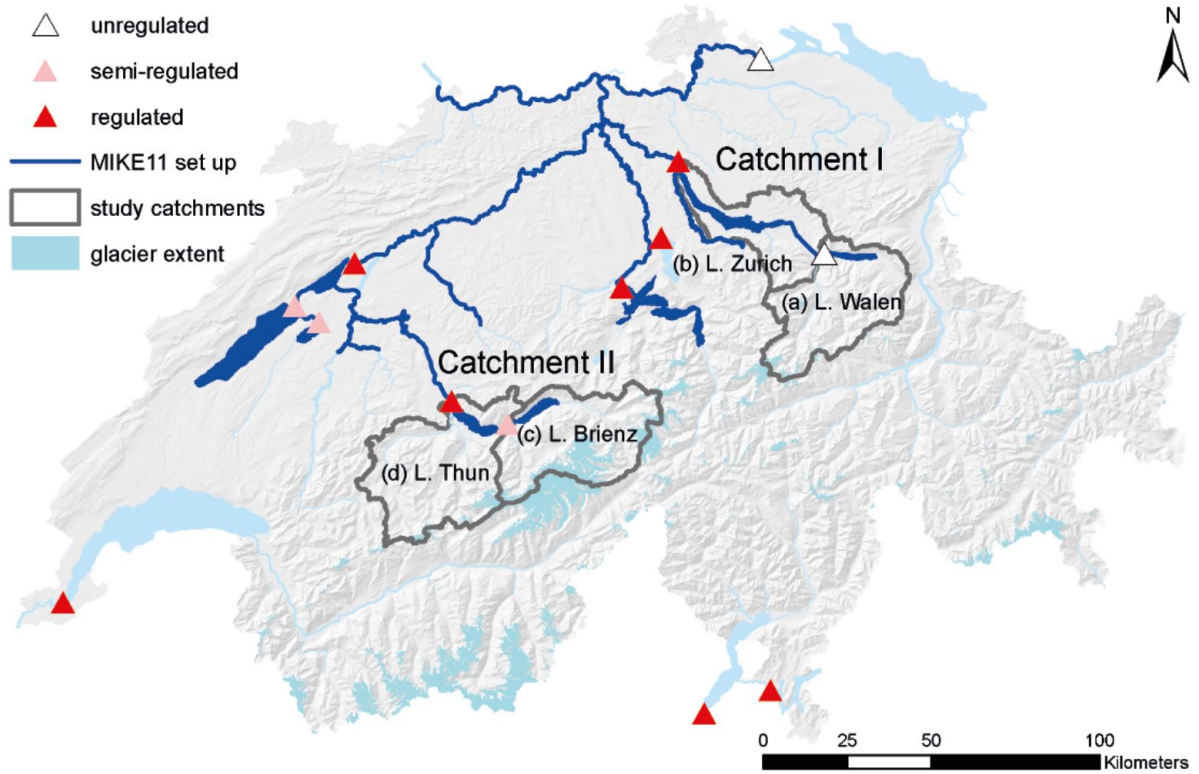 unregulated
semi-regulated
regulated
MIKE11 set up
study catchments
glacier extent
N
Catchment I
(b) L. Zurich
(a) L. Walen
Catchment II
(c) L. Brienz
(d) L. Thun
0 25 50 100
Kilometers